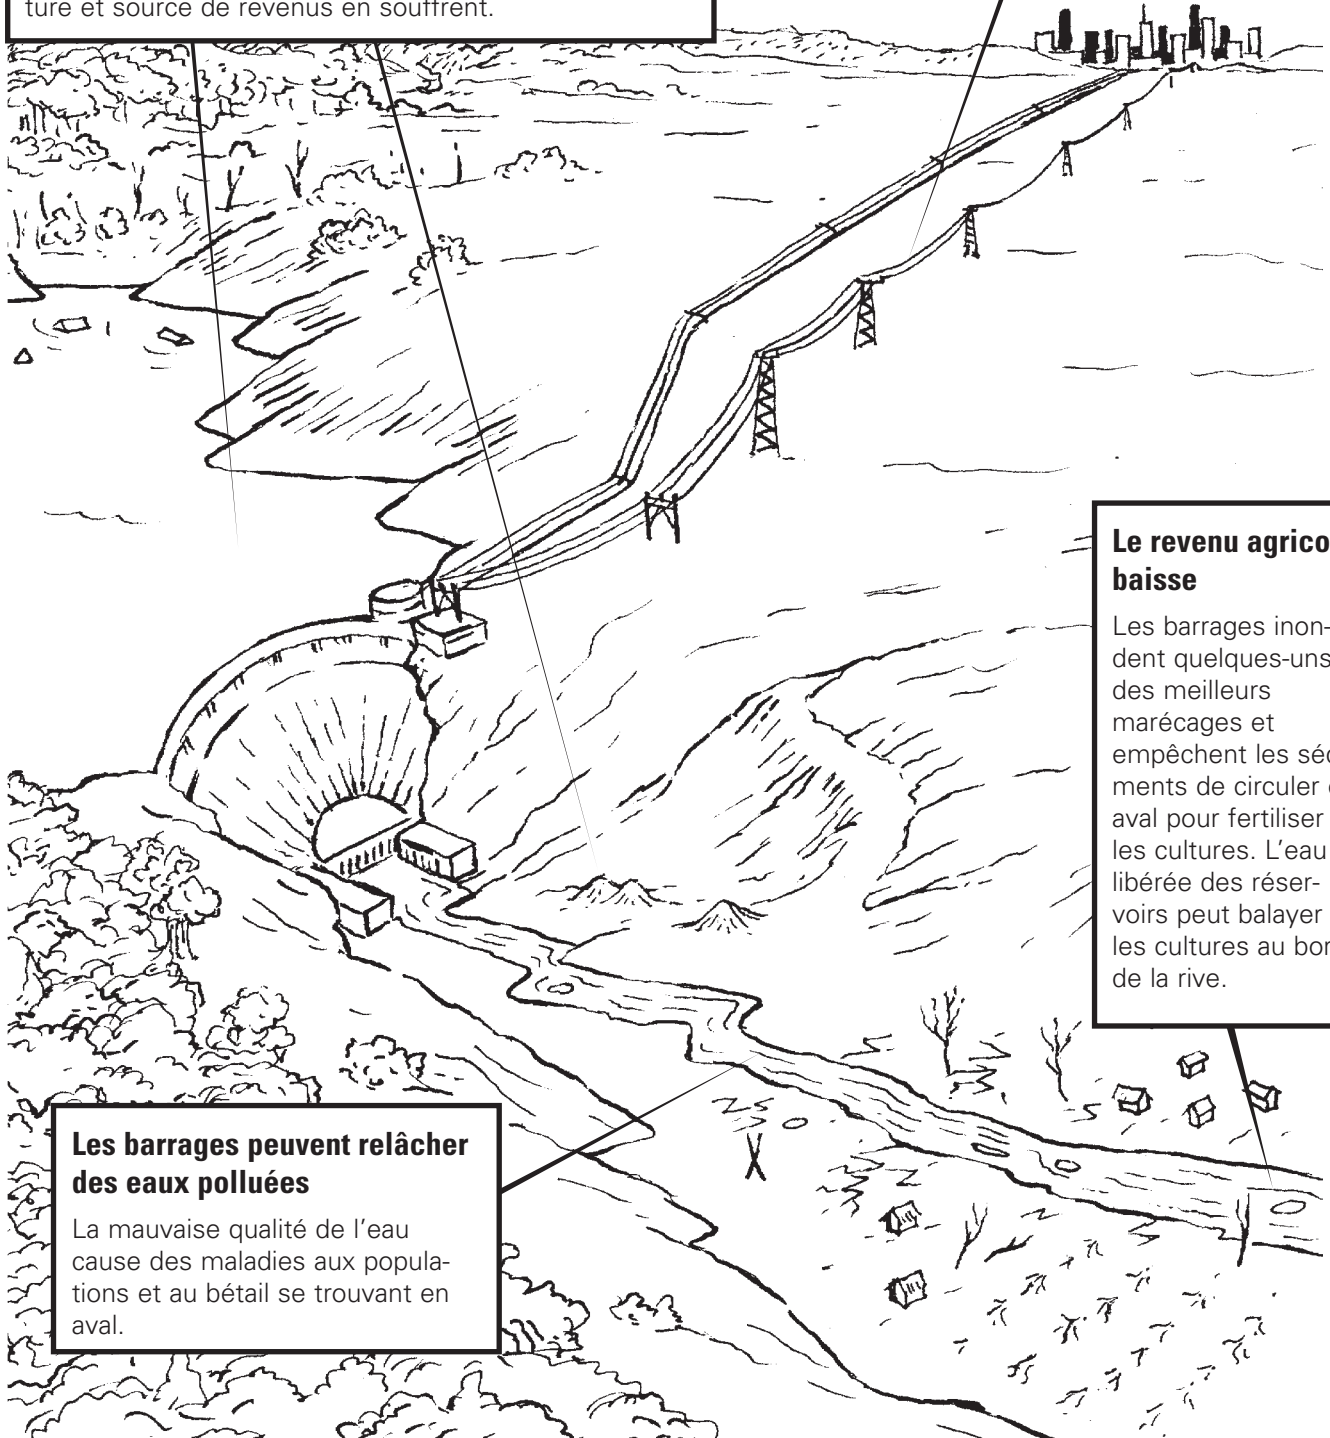 ture et source de revenus en souffrent.
Le revenu agrico
baisse
Les barrages inon-
dent quelques-uns
des meilleurs
marécages et
empêchent les séd
ments de circuler
aval pour fertiliser
les cultures. L’eau
libérée des réser-
voirs peut balayer
les cultures au bor
de la rive.
Les barrages peuvent relâcher
des eaux polluées
La mauvaise qualité de l’eau
cause des maladies aux popula-
tions et au bétail se trouvant en
aval.